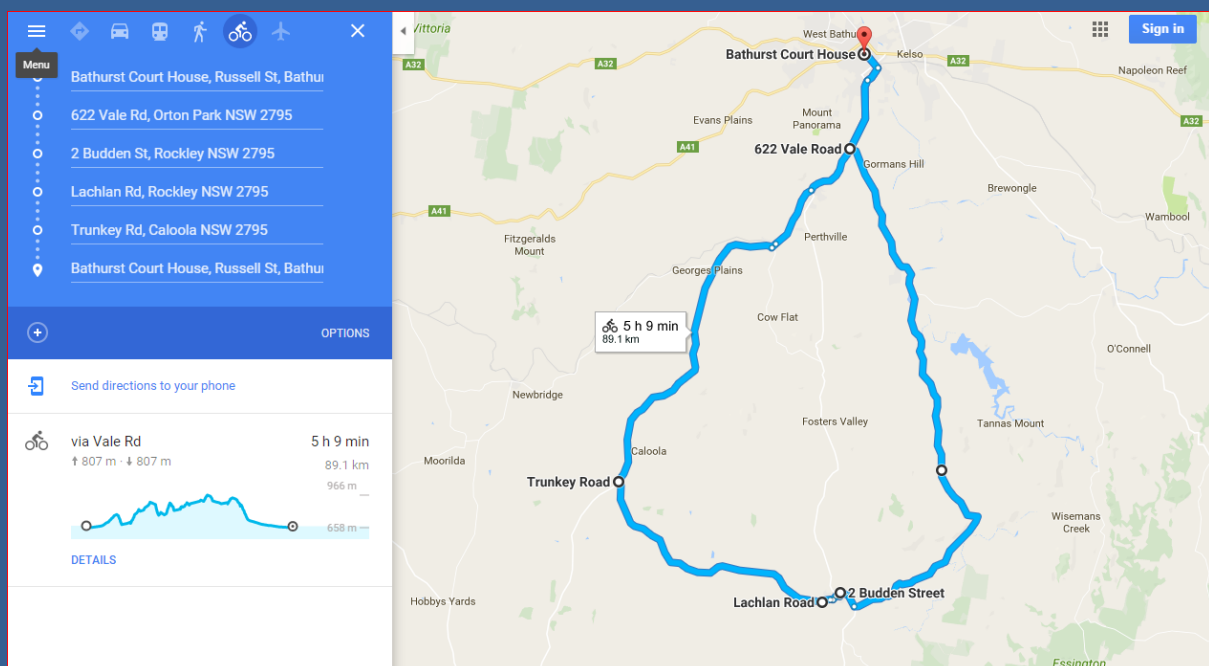 Menu
Bathurst Court House, Russell St, Bathur
622 Vale Rd, Orton Park NSW 2795
2 Budden St, Rockley NSW 2795
Lachlan Rd, Rockley NSW 2795
Trunkey Rd, Caloola NSW 2795
Bathurst Court House, Russell St, Bathur
OPTIONS
Send directions to your phone
via Vale Rd
5 h 9 min
807 m · 807 m
89.1 km
966 m
658 m
DETAILS
Vittoria
West Bathu
Sign in
Bathurst Court House
Kelso
A32
A32
A32
Napoleon Reef
Evans Plains
Mount
Panorama
A32
A41
622 Vale Road
Gormans Hill
Brewongle
A41
Wambool
Fitzgeralds
Mount
Perthville
Georges Plains
5 h 9 min
89.1 km
Cow Flat
O'Connell
Newbridge
Fosters Valley
Tannas Mount
Caloola
Moorilda
Trunkey Road
Wisemans
Creek
Hobbys Yards
Lachlan Road
2 Budden Street
Essington